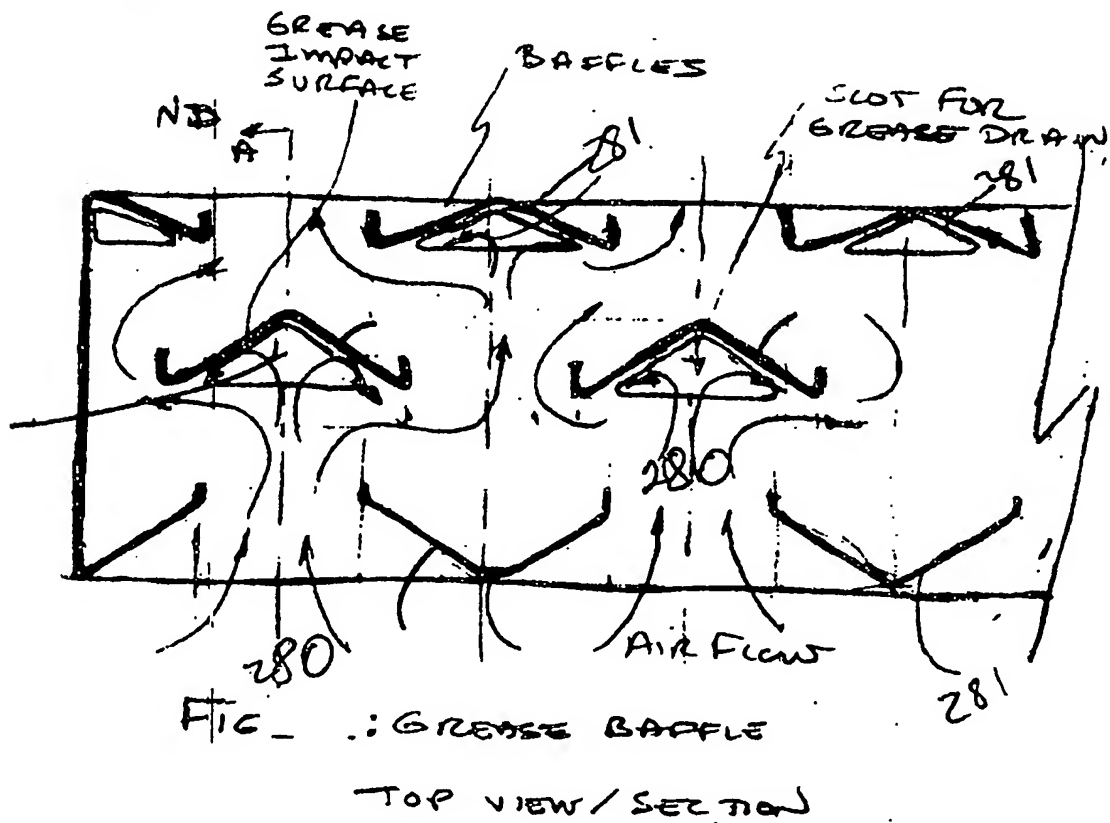 GREASE
IMPACT
SURFACE
BAFFLES
SLOT FOR
GREASE DRAIN
A
281
281
280
280
AIR FLOW
281
FIG_ .: GREASE BAFFLE
TOP VIEW/SECTION